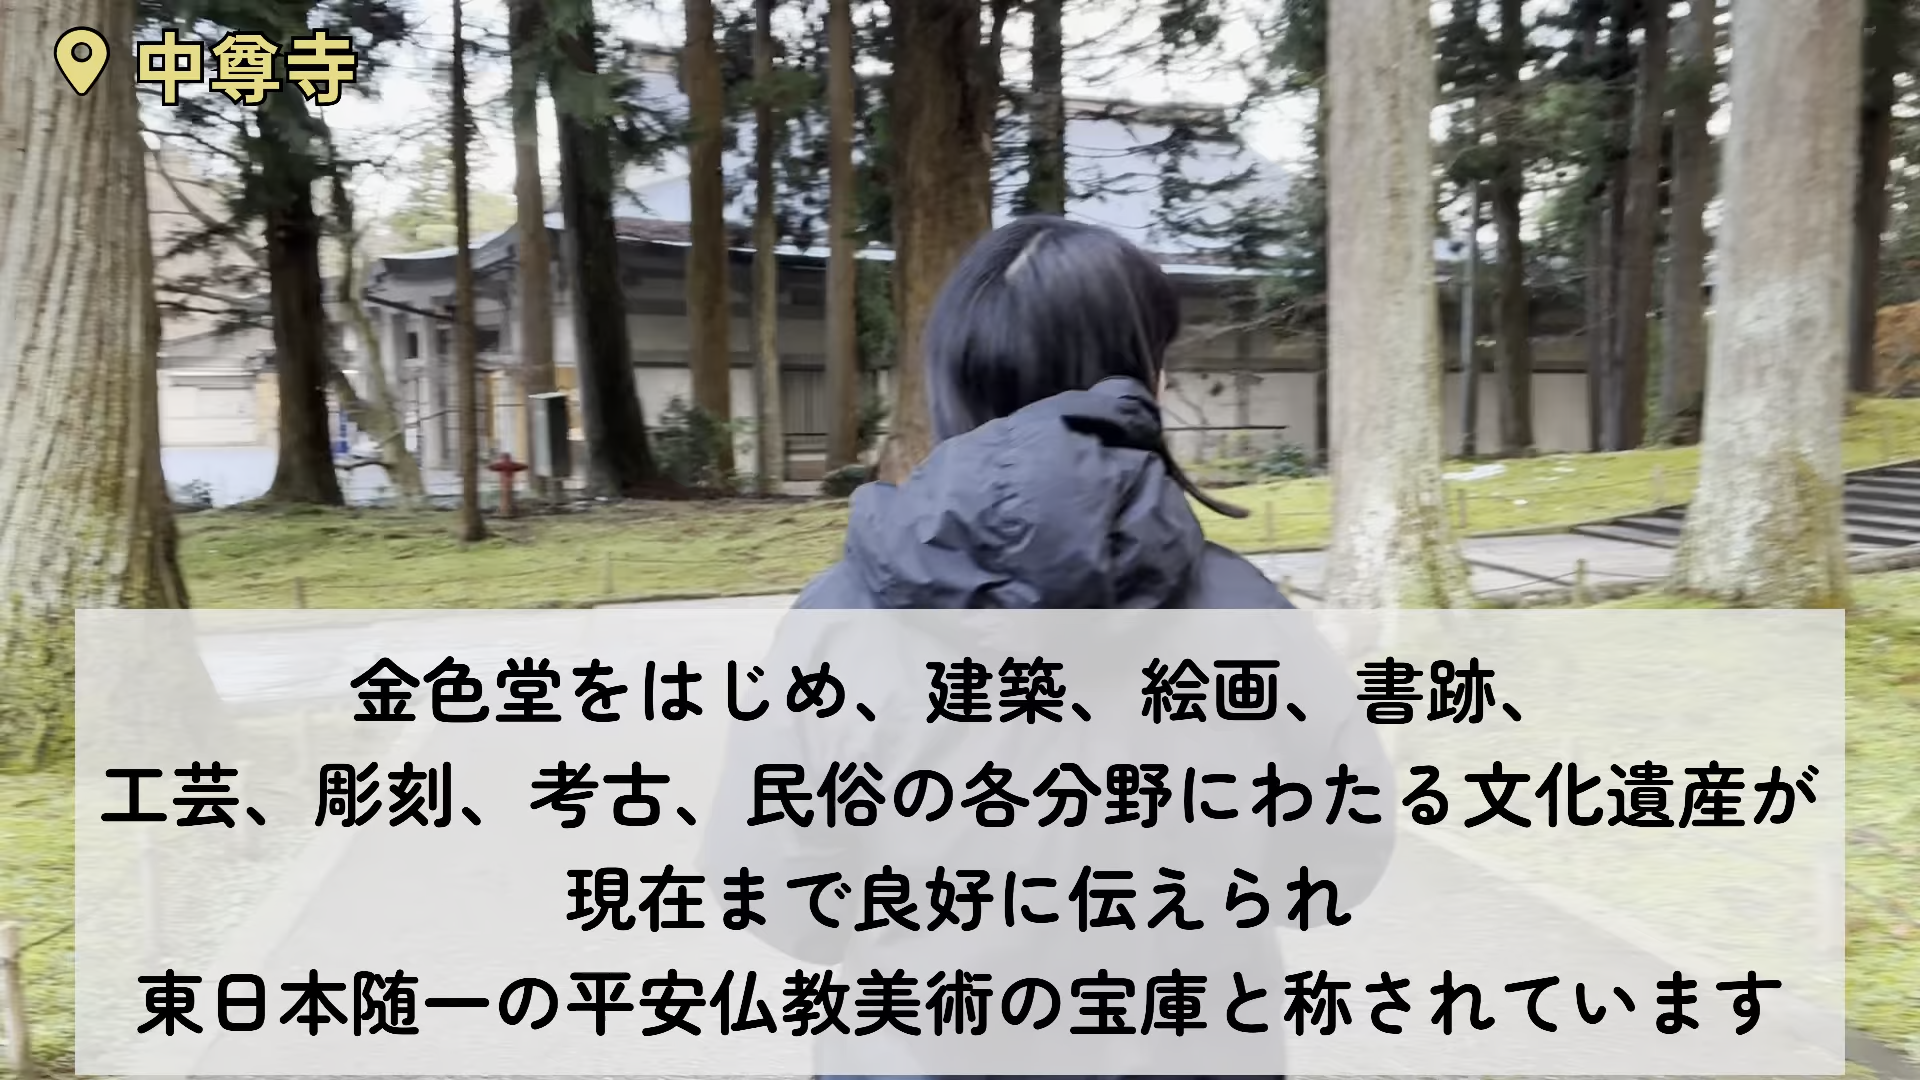 中尊寺
金色堂をはじめ、建築、絵画、書跡、
工芸、彫刻、考古、民俗の各分野にわたる文化遺産が
現在まで良好に伝えられ
東日本随一の平安仏教美術の宝庫と称されています